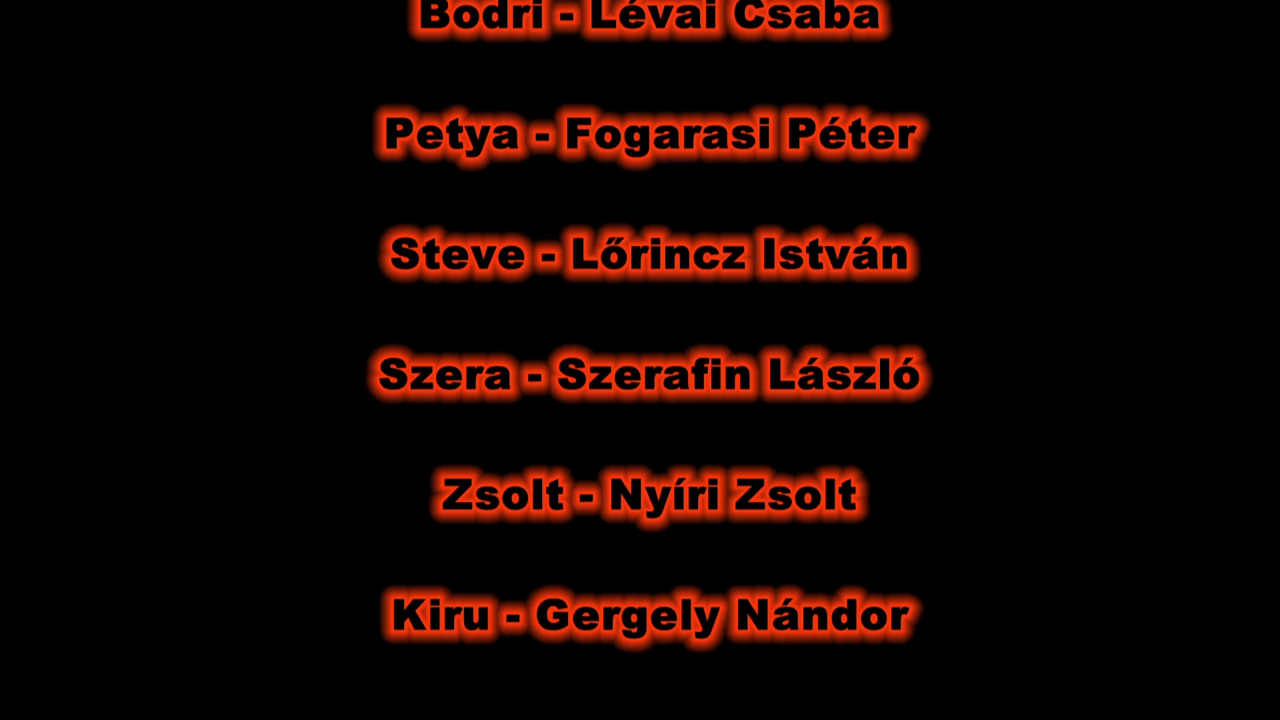 Bodri - Lévai Csaba
Petya - Fogarasi Péter
Steve - Lőrincz István
Szera - Szerafin László
Zsolt - Nyíri Zsolt
Kiru - Gergely Nándor